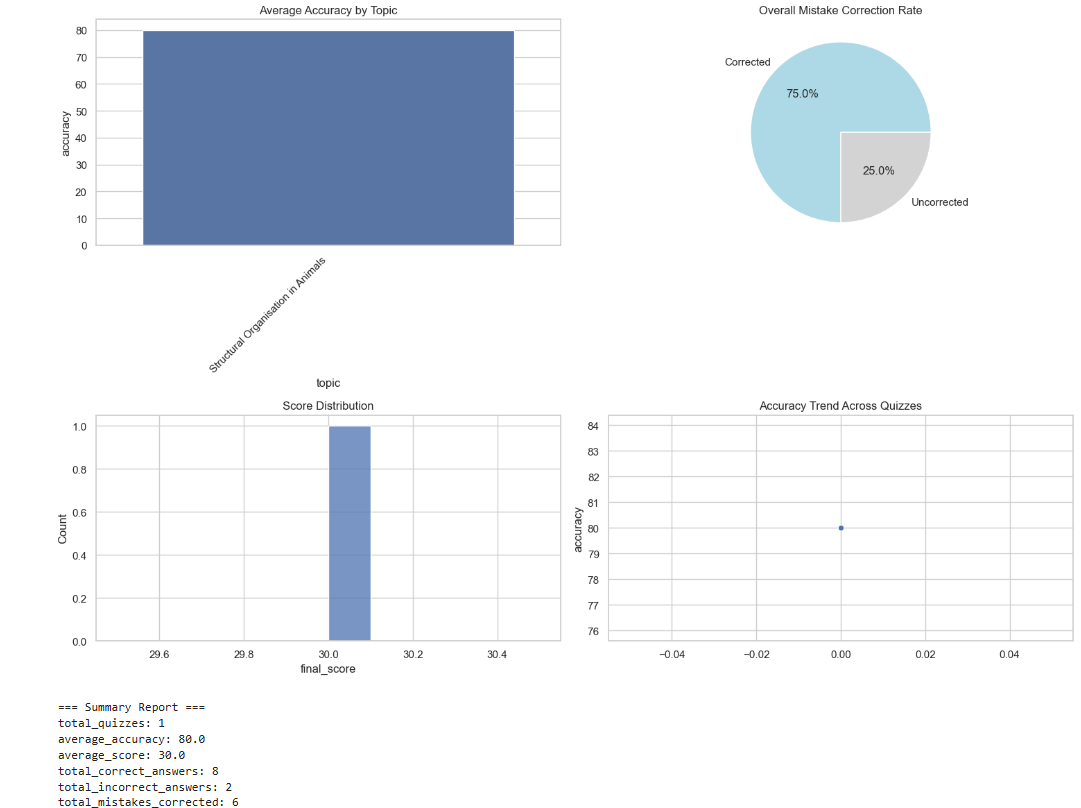 Average Accuracy by Topic
80
70
60
50
40
30
20
10
0
accuracy
Structural Organisation in Animals
topic
Overall Mistake Correction Rate
Corrected
75.0%
25.0%
Uncorrected
Score Distribution
1.0
0.8
0.6
0.4
0.2
0.0
Count
29.6 29.8 30.0 30.2 30.4
final_score
Accuracy Trend Across Quizzes
84
83
82
81
80
79
78
77
76
accuracy
−0.04 −0.02 0.00 0.02 0.04
=== Summary Report ===
total_quizzes: 1
average_accuracy: 80.0
average_score: 30.0
total_correct_answers: 8
total_incorrect_answers: 2
total_mistakes_corrected: 6